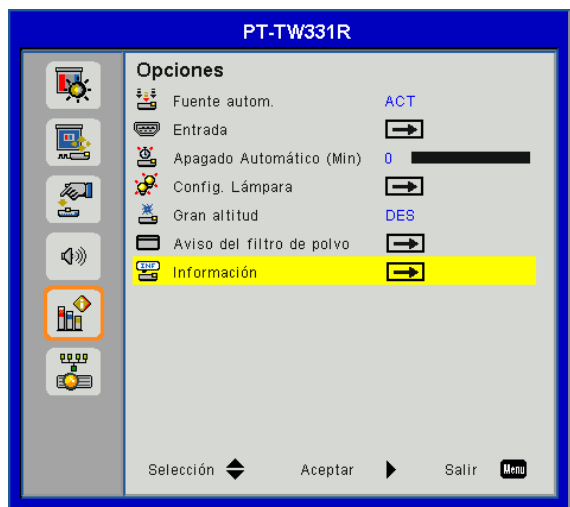 PT-TW331R
Opciones
Fuente autom. ACT
Entrada
Apagado Automático (Min) 0
Config. Lámpara
Gran altitud DES
Aviso del filtro de polvo
INF Información
Selección Aceptar Salir Menu